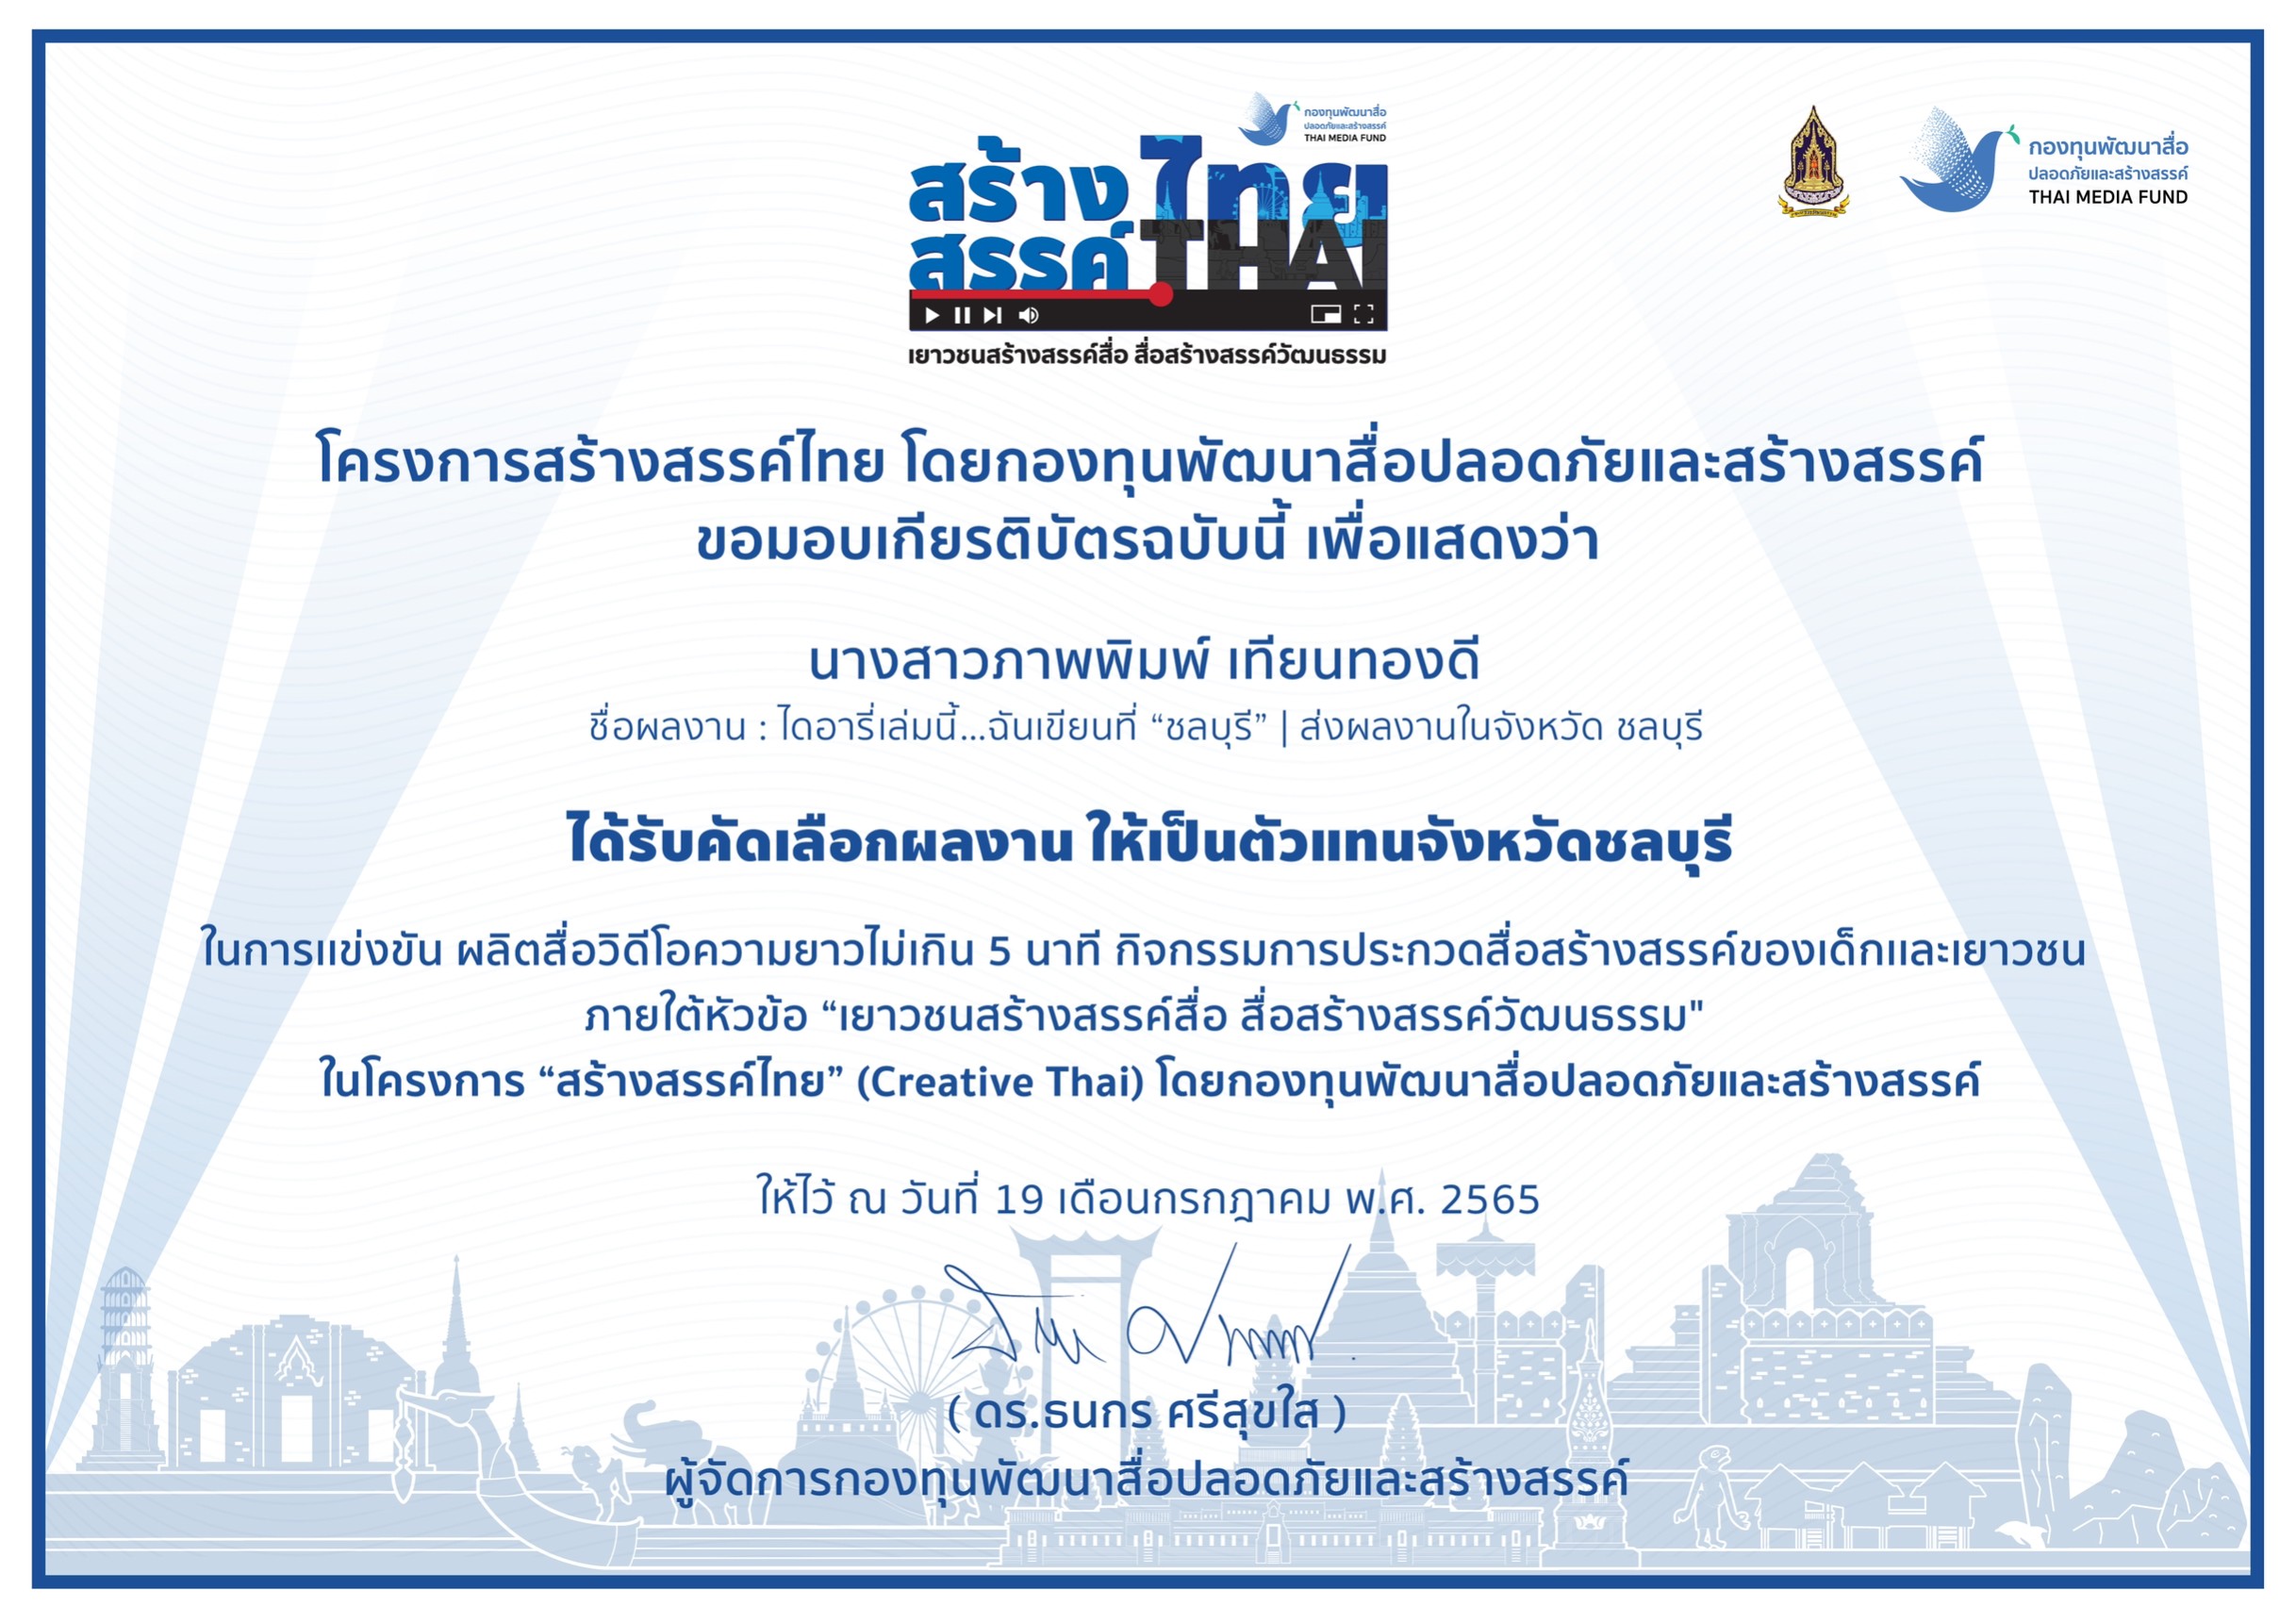 กองทุนพัฒนาสื่อ
ปลอดภัยและสร้างสรรค์
THAI MEDIA FUND
สร้าง ไทย
สรรค์ THAI
เยาวชนสร้างสรรค์สื่อ สื่อสร้างสรรค์วัฒนธรรม
กองทุนพัฒนาสื่อ
ปลอดภัยและสร้างสรรค์
THAI MEDIA FUND
โครงการสร้างสรรค์ไทย โดยกองทุนพัฒนาสื่อปลอดภัยและสร้างสรรค์
ขอมอบเกียรติบัตรฉบับนี้ เพื่อแสดงว่า
นางสาวภาพพิมพ์ เทียนทองดี
ชื่อผลงาน : ไดอารี่เล่มนี้...ฉันเขียนที่ “ชลบุรี” | ส่งผลงานในจังหวัด ชลบุรี
ได้รับคัดเลือกผลงาน ให้เป็นตัวแทนจังหวัดชลบุรี
ในการแข่งขัน ผลิตสื่อวิดีโอความยาวไม่เกิน 5 นาที กิจกรรมการประกวดสื่อสร้างสรรค์ของเด็กและเยาวชน
ภายใต้หัวข้อ “เยาวชนสร้างสรรค์สื่อ สื่อสร้างสรรค์วัฒนธรรม"
ในโครงการ “สร้างสรรค์ไทย” (Creative Thai) โดยกองทุนพัฒนาสื่อปลอดภัยและสร้างสรรค์
ให้ไว้ ณ วันที่ 19 เดือนกรกฎาคม พ.ศ. 2565
( ดร.ธนกร ศรีสุขใส )
ผู้จัดการกองทุนพัฒนาสื่อปลอดภัยและสร้างสรรค์